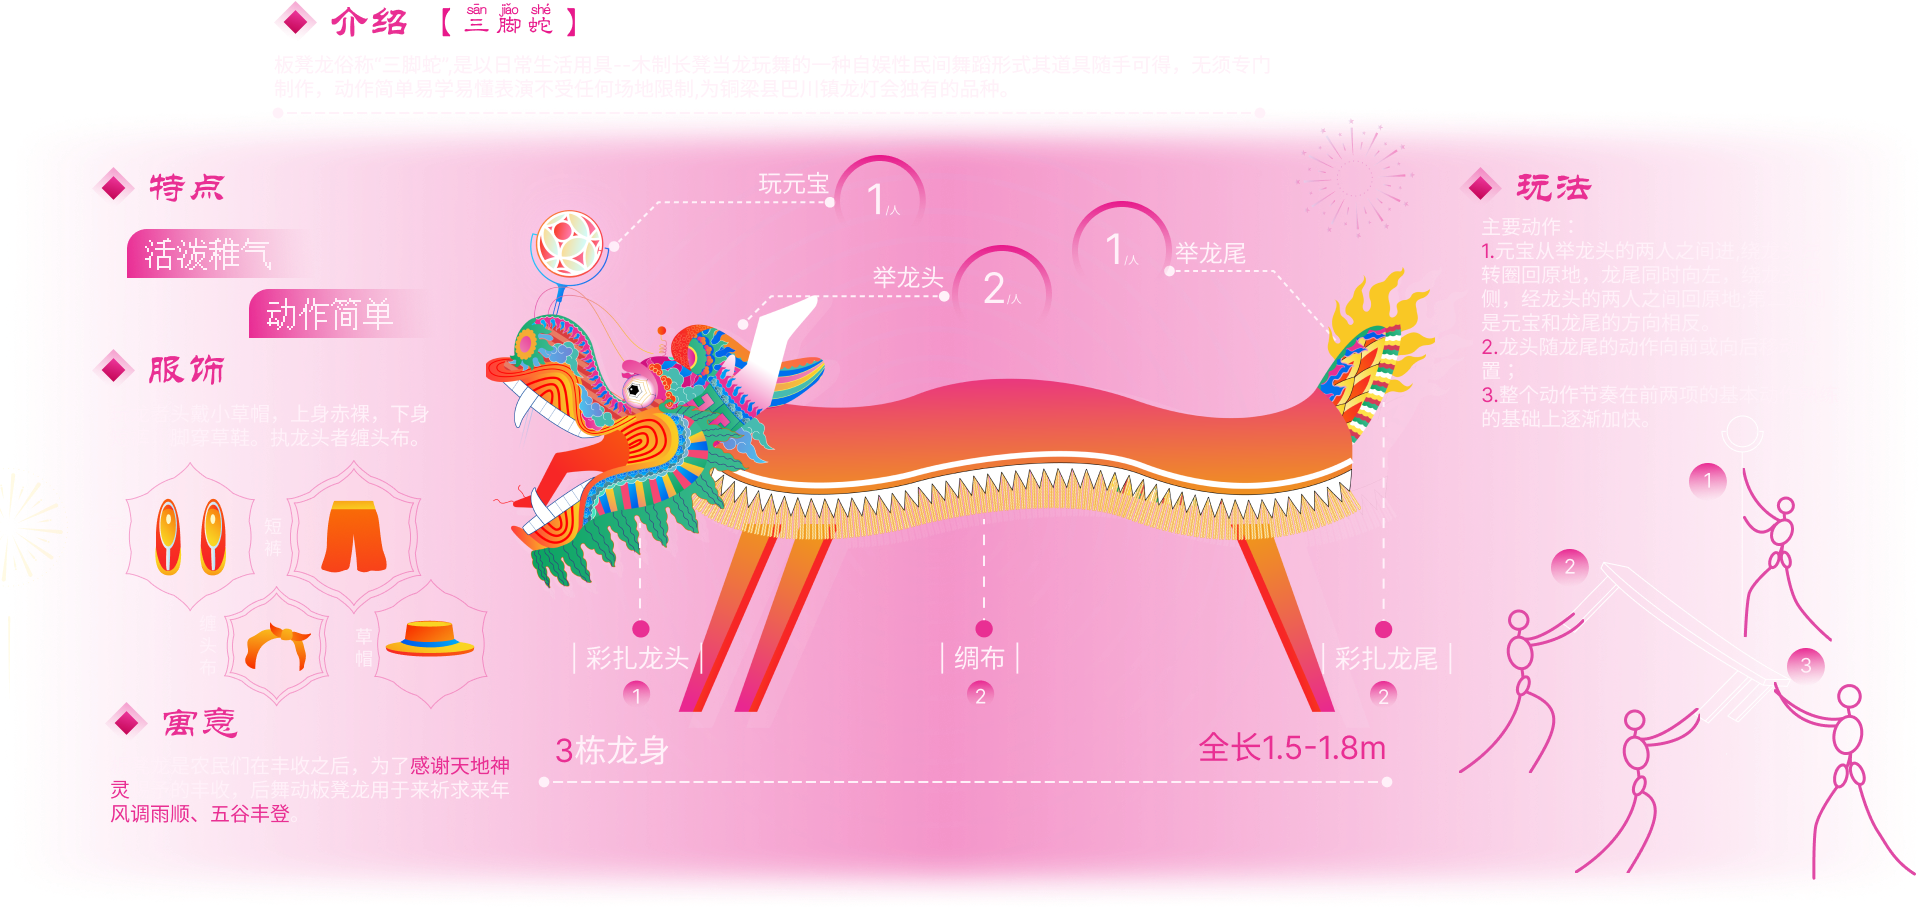 介绍 【三脚蛇】
sān jiǎo shé
板凳龙俗称"三脚蛇",是以日常生活用具--木制长凳当龙玩舞的一种自娱性民间舞蹈形式其道具随手可得，无须专门
制作，动作简单易学易懂表演不受任何场地限制,为铜梁县巴川镇龙灯会独有的品种。
特点
活泼稚气
动作简单
服饰
小草帽，上身赤裸，下身
穿草鞋。执龙头者缠头布。
短裤
头布
草帽
寓意
农民们在丰收之后，为了感谢天地神
灵
丰收，后舞动板凳龙用于来祈求来年
风调雨顺、五谷丰登。
玩元宝
1/人
举龙头
2/人
1/人
举龙尾
彩扎龙头
1
绸布
2
彩扎龙尾
2
3栋龙身
全长1.5-1.8m
玩法
主要动作：
1.元宝从举龙头的两人之间进
转圈回原地，龙尾同时向左
侧，经龙头的两人之间回原地
是元宝和龙尾的方向相反。
2.龙头随龙尾的动作向前或向
置；
3.整个动作节奏在前两项的基本
的基础上逐渐加快。
1
2
3